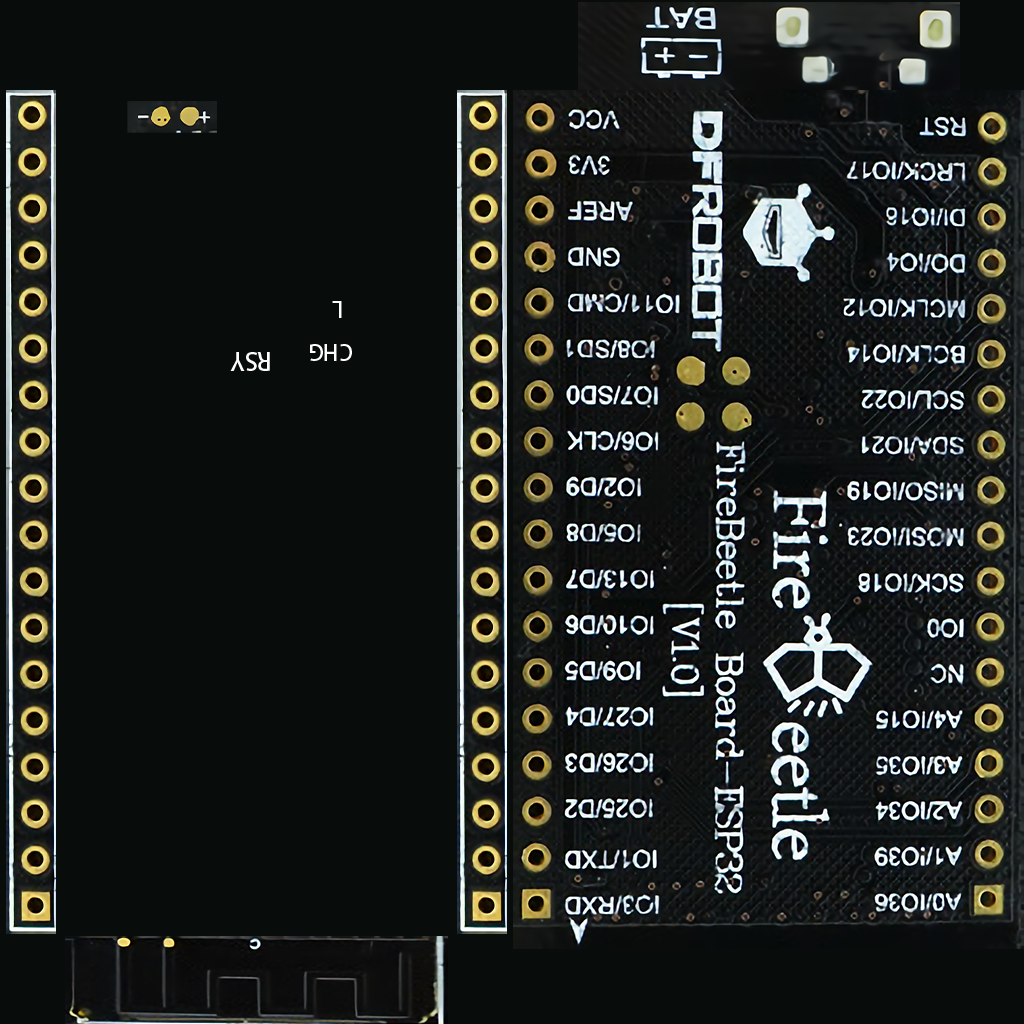 BAT
+ -
- +
VCC
3V3
AREF
GND
IO11/CMD
IO8/SD1
IO7/SD0
IO6/CLK
IO2/D9
IO5/D8
IO13/D7
IO10/D6
IO9/D5
IO27/D4
IO26/D3
IO25/D2
IO1/TXD
IO3/RXD
DFROBOT
FireBeetle Board-ESP32
[V1.0]
Fire
eetle
RST
LRCK/IO17
DI/IO16
DO/IO4
MCLK/IO12
BCLK/IO14
SCL/IO22
SDA/IO21
MISO/IO19
MOSI/IO23
SCK/IO18
IO0
NC
A4/IO15
A3/IO35
A2/IO34
A1/IO39
A0/IO36
L
CHG
RSY
C